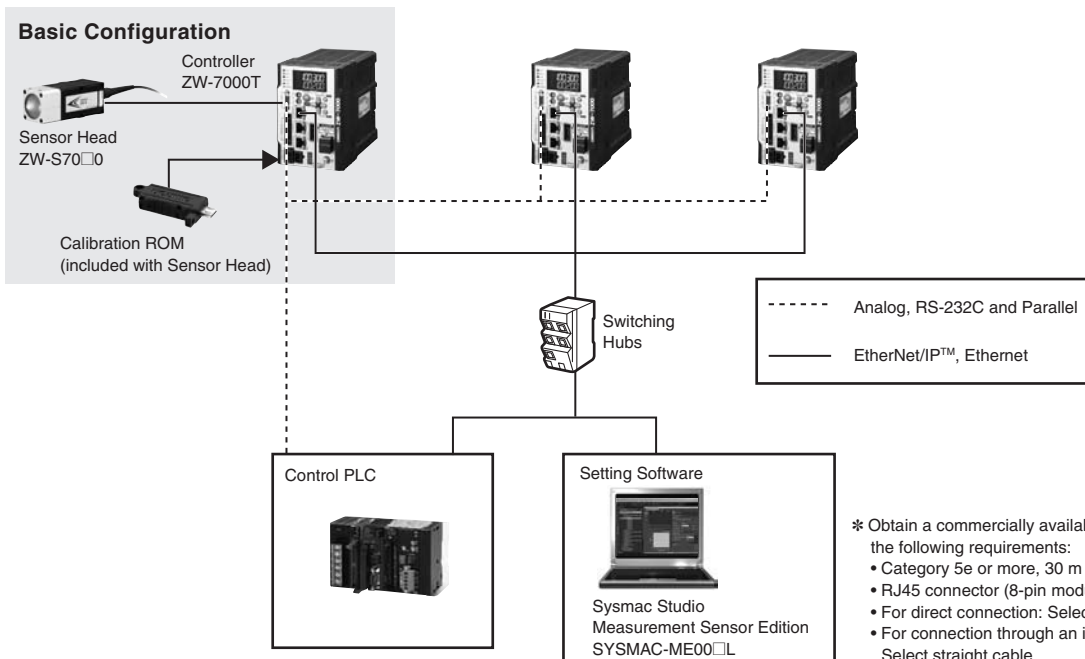 Basic Configuration
Controller
ZW-7000T
Sensor Head
ZW-S70□0
Calibration ROM
(included with Sensor Head)
Switching
Hubs
Analog, RS-232C and Parallel
EtherNet/IP™, Ethernet
Control PLC
Setting Software
Sysmac Studio
Measurement Sensor Edition
SYSMAC-ME00□L
✻ Obtain a commercially availa
the following requirements:
• Category 5e or more, 30 m
• RJ45 connector (8-pin mod
• For direct connection: Selec
• For connection through an i
Select straight cable